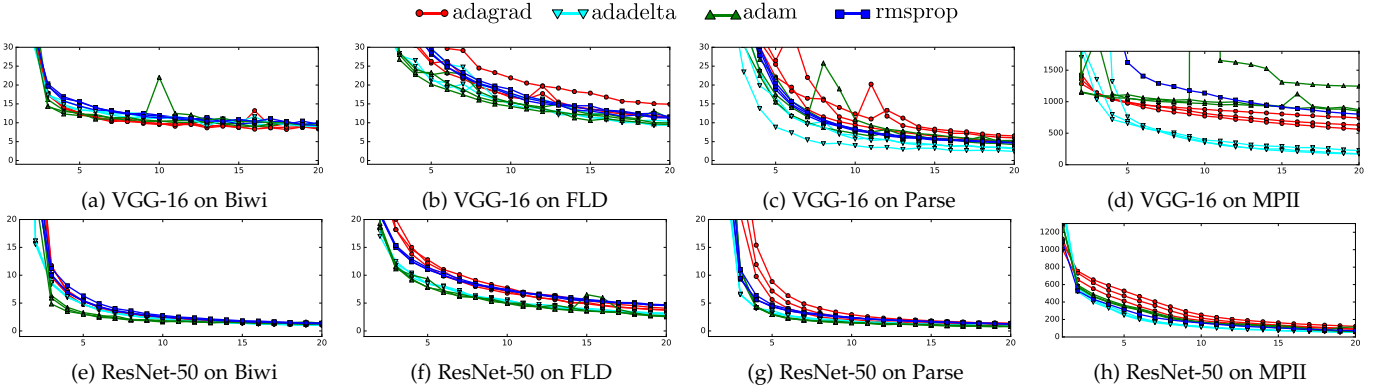 adagrad adadelta adam rmsprop
30 30 30
25 25 25 1500
20 20 20
15 15 15 1000
10 10 10 500
5 5 5
0 0 0 0
5 10 15 20 5 10 15 20 5 10 15 20 5 10 15 20
(a) VGG-16 on Biwi (b) VGG-16 on FLD (c) VGG-16 on Parse (d) VGG-16 on MPII
20 20 20 1200
15 15 15 1000
800
10 10 10 600
5 5 5 400
200
0 0 0 0
5 10 15 20 5 10 15 20 5 10 15 20 5 10 15 20
(e) ResNet-50 on Biwi (f) ResNet-50 on FLD (g) ResNet-50 on Parse (h) ResNet-50 on MPII